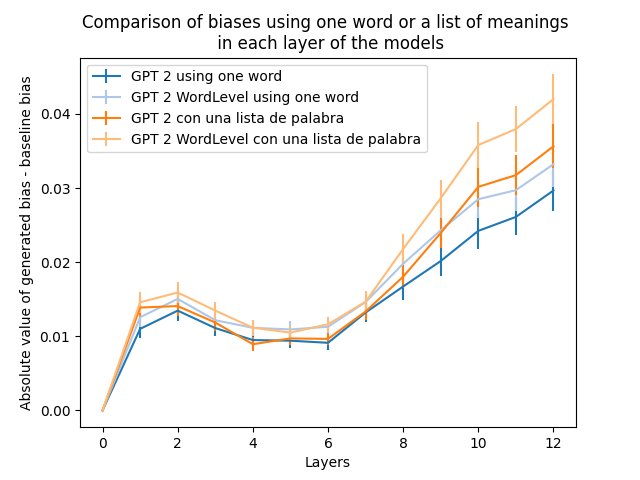 Comparison of biases using one word or a list of meanings
in each layer of the models
GPT 2 using one word
GPT 2 WordLevel using one word
GPT 2 con una lista de palabra
GPT 2 WordLevel con una lista de palabra
Absolute value of generated bias - baseline bias
0.04
0.03
0.02
0.01
0.00
0 2 4 6 8 10 12
Layers